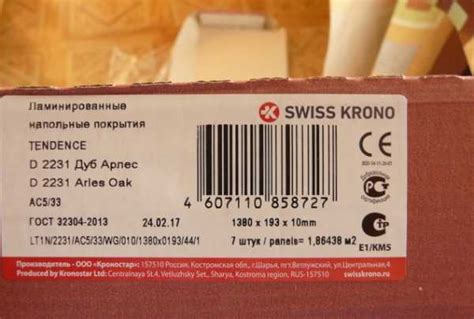 Ламинированные
напольные покрытия
TENDENCE
D 2231 Дуб Арлес
D 2231 Arles Oak
AC5/33
ГОСТ 32304-2013 24.02.17
LT1N/2231/AC5/33/WG/010/1380x0193/44/1
SWISS KRONO
4 607110 858727
1380 x 193 x 10mm
7 штук / panels= 1,86438 м2
CE
E1/КМ5
Производитель - ООО «Кроностар»: 157510 Россия, Костромская обл., г.Шарья, пгт.Ветлужский, ул.Центральная,4
Produced by Kronostar Ltd: Centralnaya St.4, Vetluzhsky Set., Sharya, Kostroma region, RUS-157510
swisskrono.ru